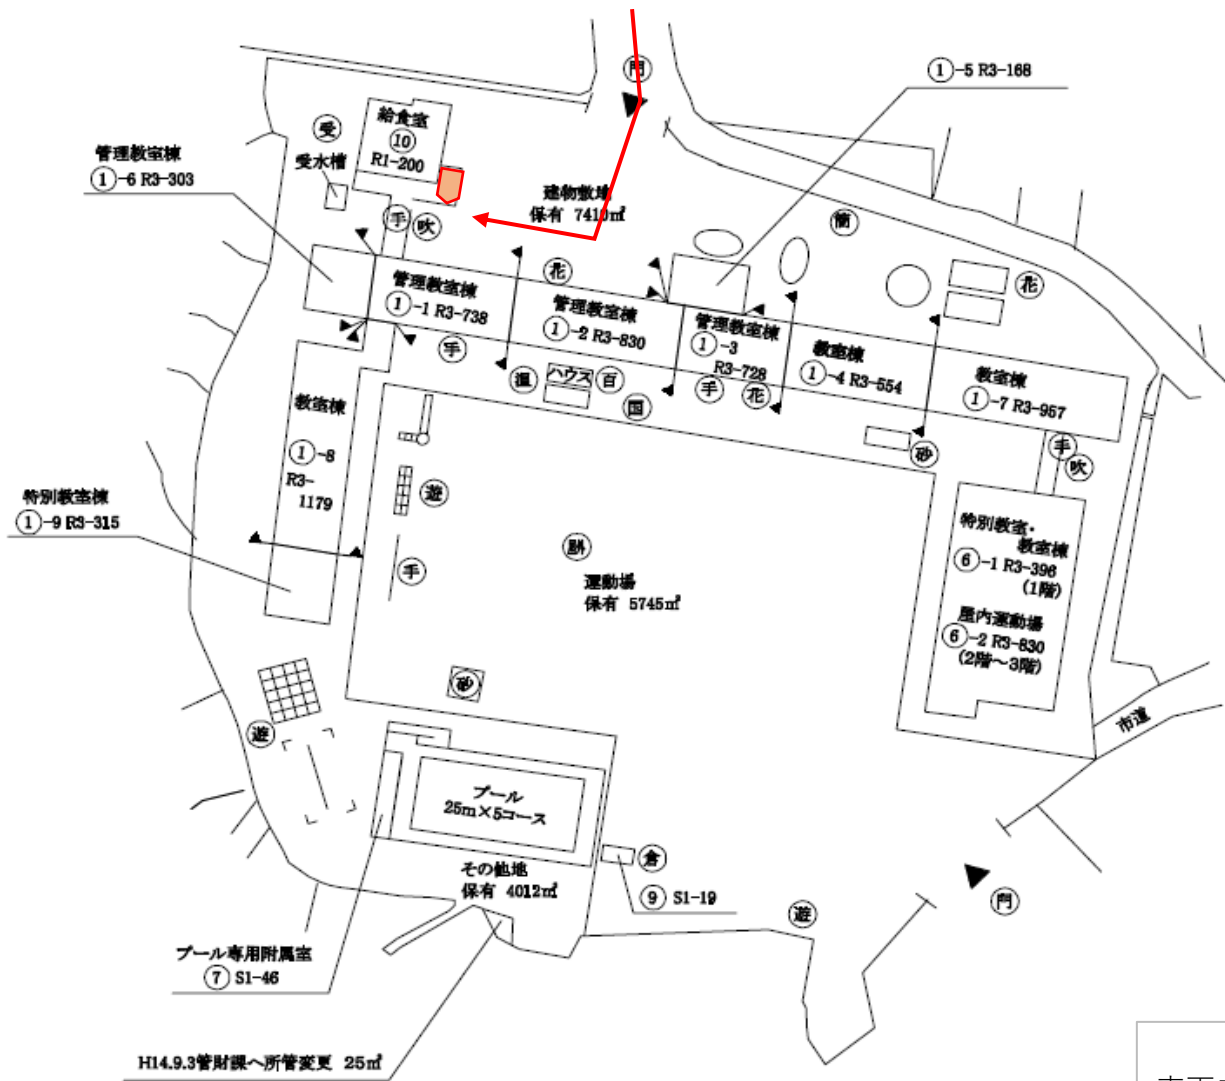 門
①-5 R3-168
給食室
⑩
R1-200
受
受水槽
管理教室棟
①-6 R3-303
建物敷地
保有 7410㎡
手
吹
簡
花
花
管理教室棟
①-1 R3-738
管理教室棟
①-2 R3-830
管理教室棟
①-3
R3-728
教室棟
①-4 R3-554
教室棟
①-7 R3-957
手
温
ハウス
百
国
手
花
砂
手
吹
教室棟
①-8
R3-
1179
遊
特別教室棟
①-9 R3-315
手
運動場
保有 5745㎡
特別教室・
教室棟
⑥-1 R3-396
(1階)
屋内運動場
⑥-2 R3-830
(2階～3階)
砂
遊
市道
プール
25m×5コース
その他地
保有 4012㎡
倉
⑨ S1-19
門
遊
プール専用附属室
⑦ S1-46
H14.9.3管財課へ所管変更 25㎡